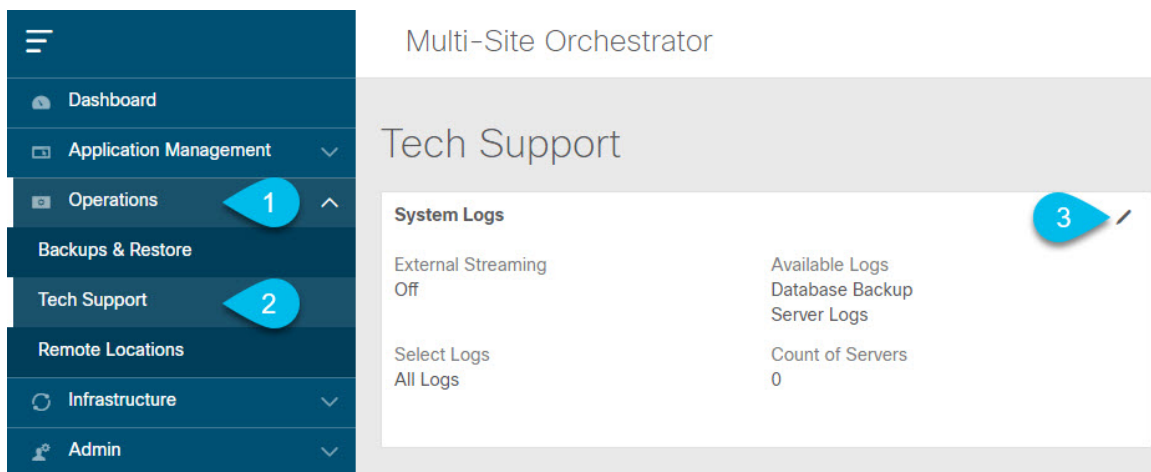 Multi-Site Orchestrator
Dashboard
Application Management
Operations
1
Backups & Restore
Tech Support
2
Remote Locations
Infrastructure
Admin
Tech Support
System Logs
3
External Streaming
Off
Available Logs
Database Backup
Server Logs
Select Logs
All Logs
Count of Servers
0